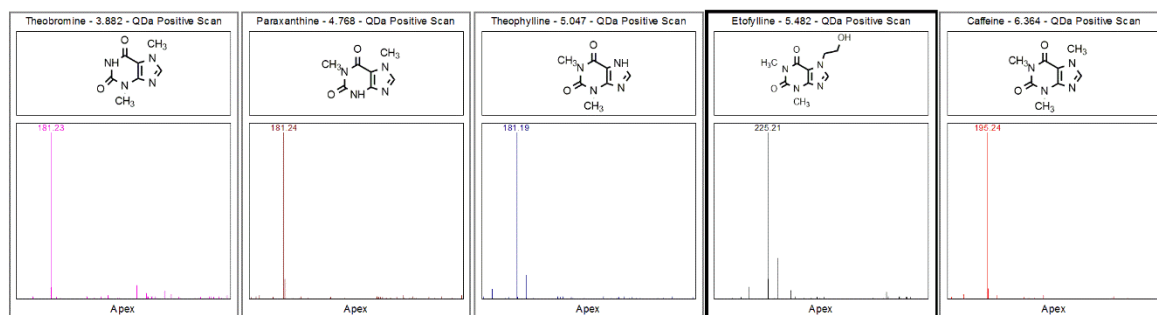 Theobromine - 3.882 - QDa Positive Scan
O
CH3
HN
N
O
N
N
CH3
181.23
Apex
Paraxanthine - 4.768 - QDa Positive Scan
O
CH3
CH3
N
N
O
NH
N
181.24
Apex
Theophylline - 5.047 - QDa Positive Scan
O
CH3
N
NH
O
N
N
CH3
181.19
Apex
Etofylline - 5.482 - QDa Positive Scan
OH
O
CH3
N
N
O
N
N
CH3
225.21
Apex
Caffeine - 6.364 - QDa Positive Scan
O
CH3
CH3
N
N
O
N
N
CH3
195.24
Apex